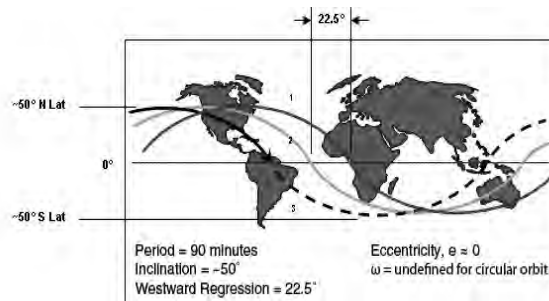 22.5°
~50° N Lat
1
2
0°
3
~50° S Lat
Period = 90 minutes
Inclination = ~50°
Westward Regression = 22.5°
Eccentricity, e ≈ 0
ω = undefined for circular orbit